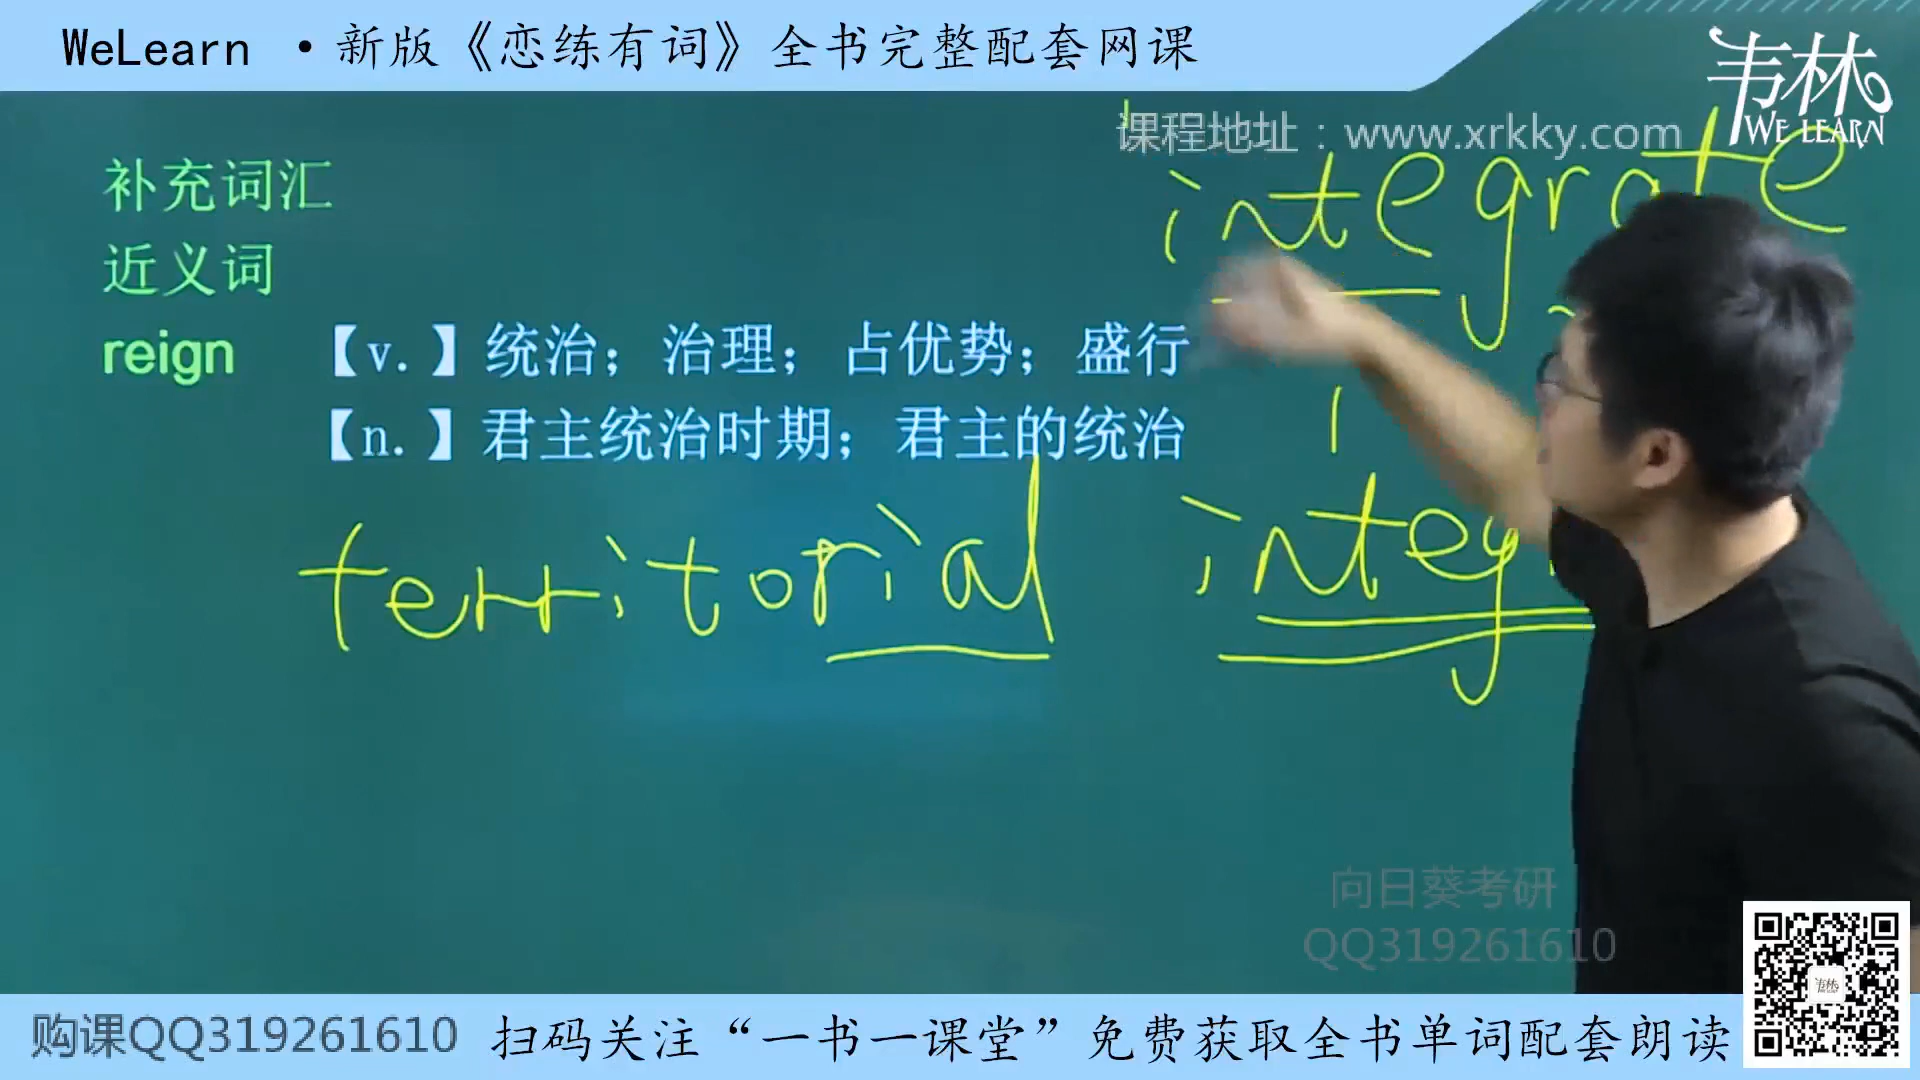 WeLearn ·新版《恋练有词》全书完整配套网课
韦林
WE LEARN
课程地址：www.xrkky.com
integrate
补充词汇
近义词
reign 【v.】统治；治理；占优势；盛行
【n.】君主统治时期；君主的统治
territorial integ
向日葵考研
QQ319261610
购课QQ319261610
扫码关注“一书一课堂”免费获取全书单词配套朗读